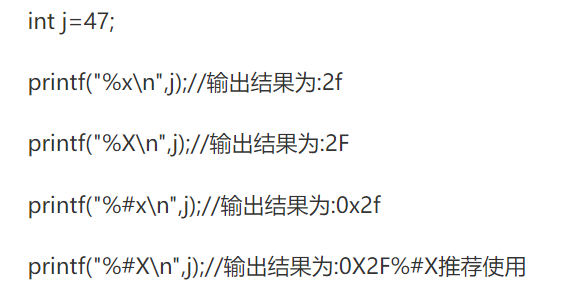 int j=47;
printf("%x\n",j);//输出结果为:2f
printf("%X\n",j);//输出结果为:2F
printf("%#x\n",j);//输出结果为:0x2f
printf("%#X\n",j);//输出结果为:0X2F%#X推荐使用